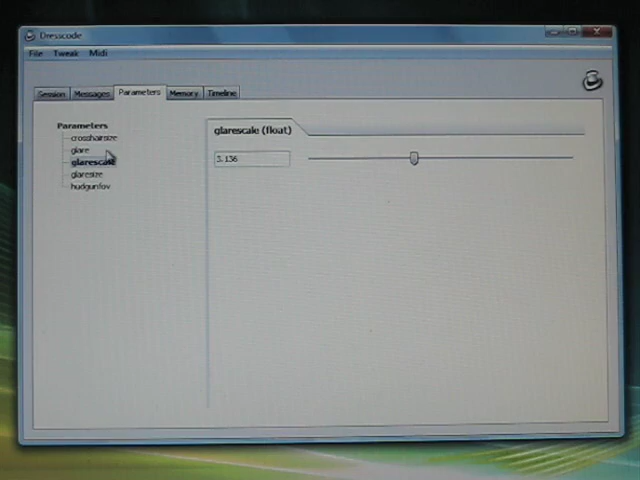 Dresscode
File Tweak Midi
Session Messages Parameters Memory Timeline
Parameters
crosshairsize
glare
glarescale
glaresize
hudgunfov
glarescale (float)
3.136